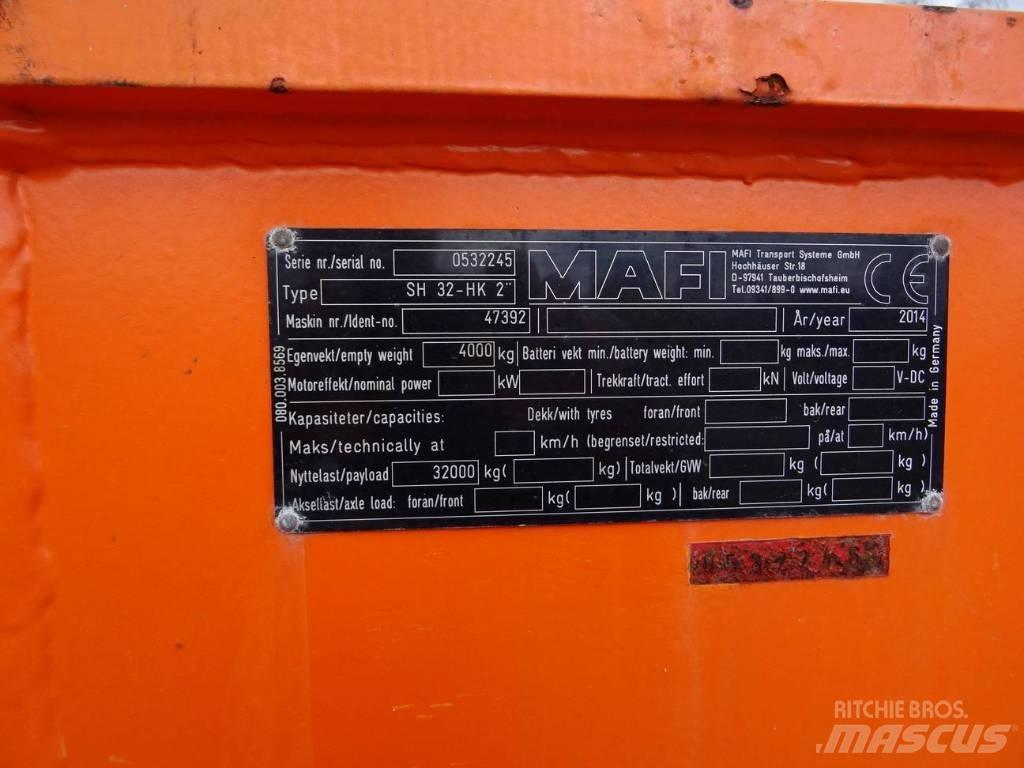 Serie nr./serial no. 0532245
MAFI
MAFI Transport Systeme GmbH
Hochhäuser Str.18
D-97941 Tauberbischofsheim
Tel.09341/899-0 www.mafi.eu
CE
Type SH 32-HK 2"
Maskin nr./Ident-no. 47392 År/year 2014
Egenvekt/empty weight 4000 kg Batteri vekt min./battery weight: min. kg maks./max. kg
Motoreffekt/nominal power kW Trekkraft/tract. effort kN Volt/voltage V-DC
Kapasiteter/capacities: Dekk/with tyres foran/front bak/rear
Maks/technically at km/h (begrenset/restricted: på/at km/h)
Nyttelast/payload 32000 kg( kg) Totalvekt/GVW kg ( kg )
Aksellast/axle load: foran/front kg( kg ) bak/rear kg( kg )
080.003.8569
Made in Germany
RITCHIE BROS.
MASCUS